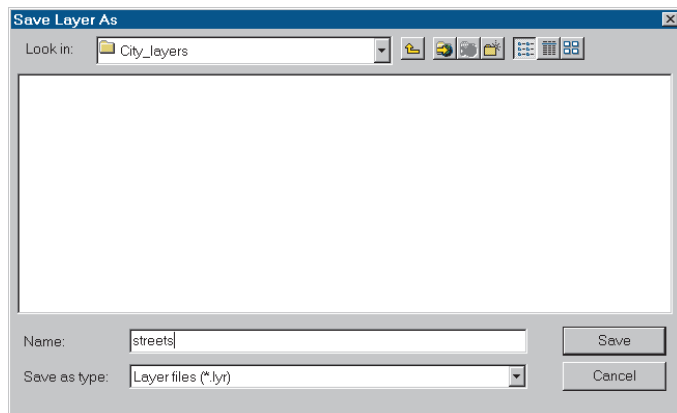 Save Layer As
Look in: City_layers
Name: streets
Save
Save as type: Layer files (*.lyr)
Cancel